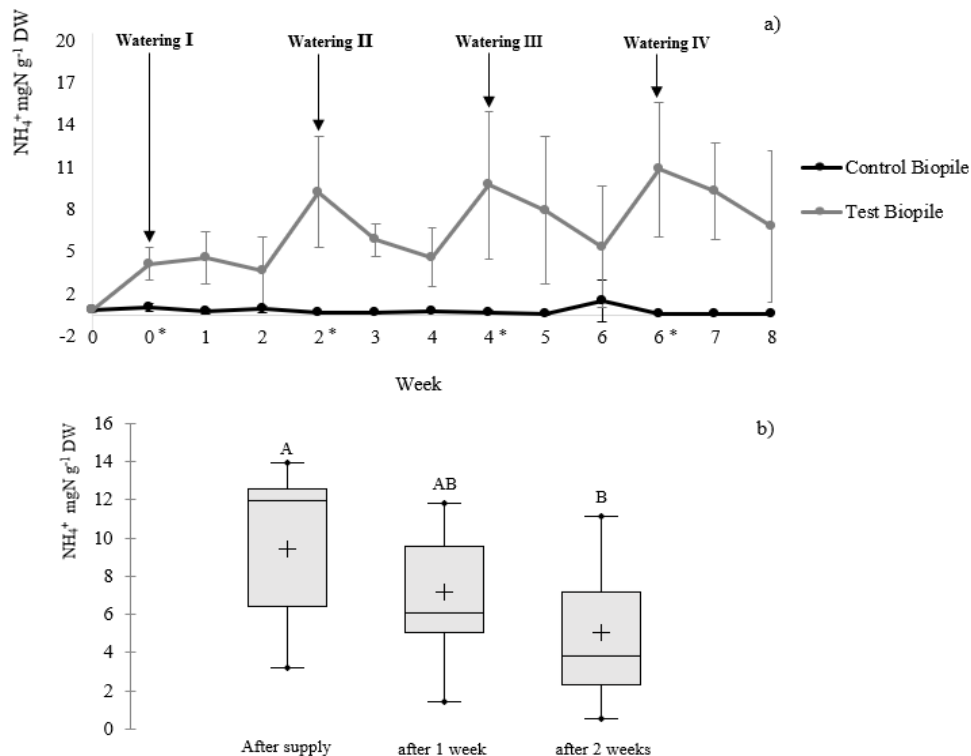 a)
Watering I Watering II Watering III Watering IV
NH₄⁺ mgN g⁻¹ DW
20
17
14
11
8
5
2
-2
Control Biopile
Test Biopile
0 0 * 1 2 2 * 3 4 4 * 5 6 6 * 7 8
Week
b)
NH₄⁺ mgN g⁻¹ DW
16
14
12
10
8
6
4
2
0
A
AB
B
After supply after 1 week after 2 weeks